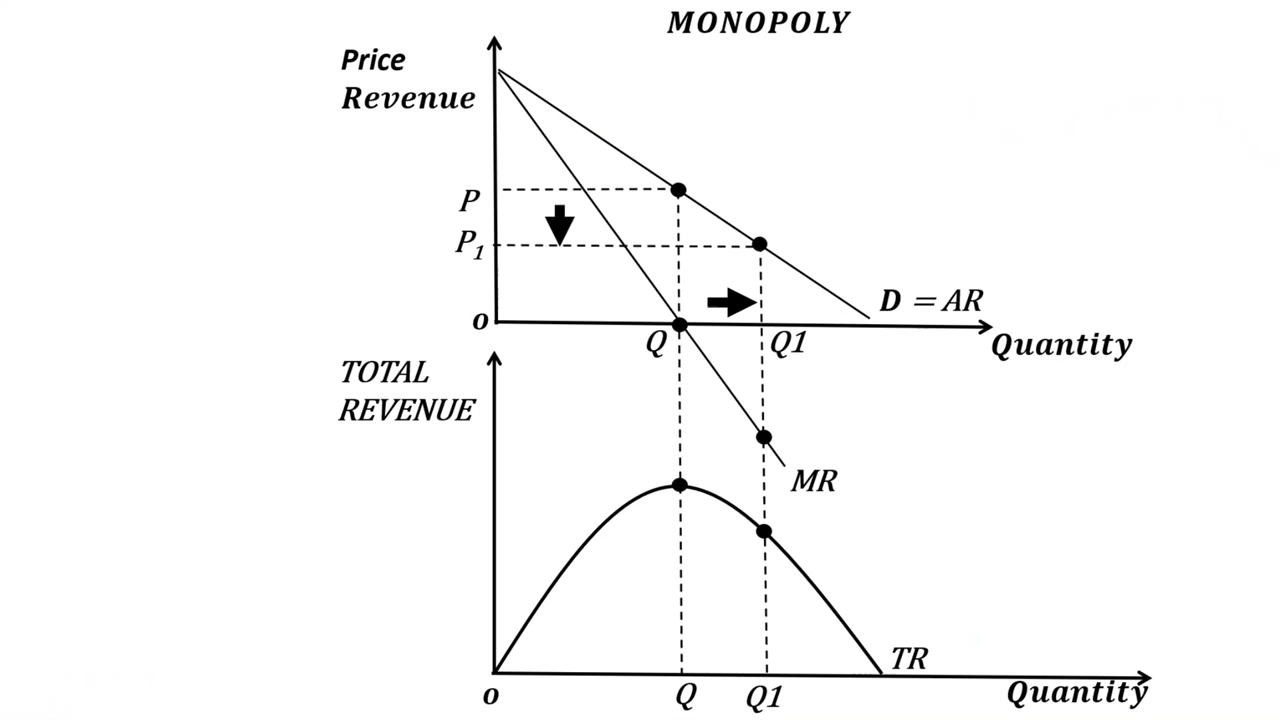 MONOPOLY
Price
Revenue
P
P1
o
Q
Q1
D = AR
Quantity
TOTAL
REVENUE
MR
TR
o
Q
Q1
Quantity